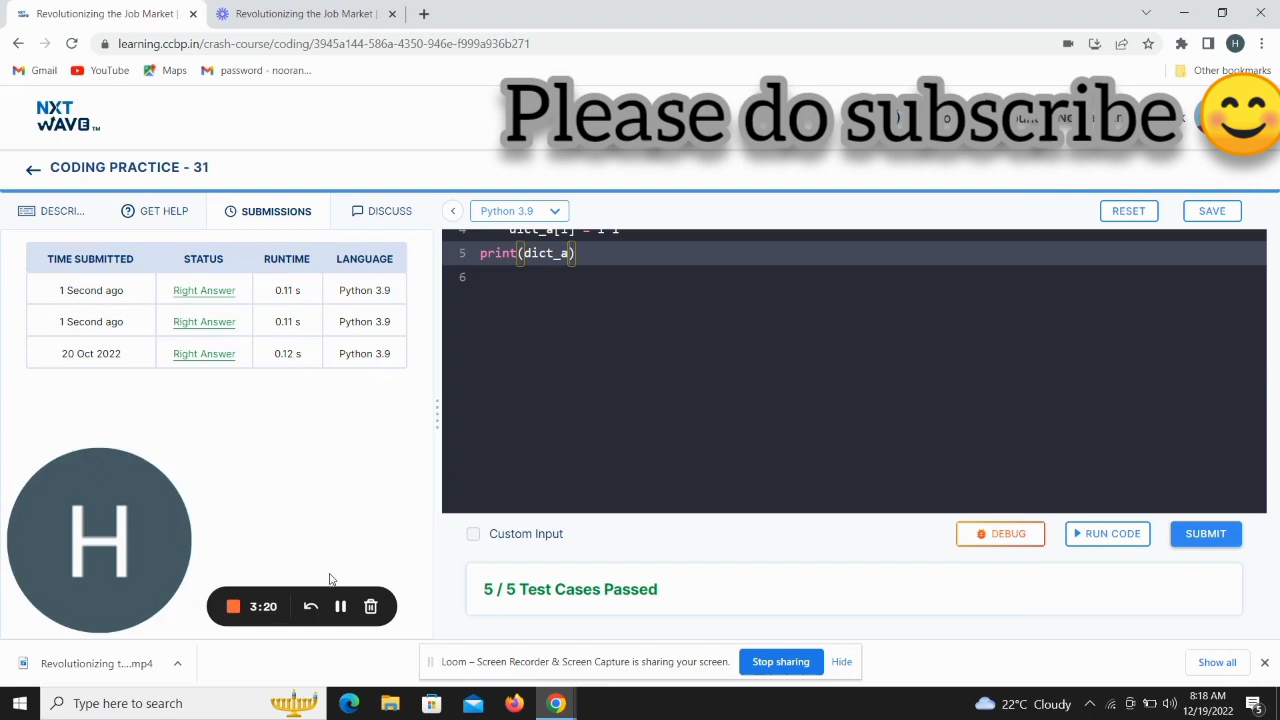 Revolutionizing the Job Market |
Revolutionizing the Job Market |
learning.ccbp.in/crash-course/coding/3945a144-586a-4350-946e-f999a936b271
H
Gmail
YouTube
Maps
password - nooran...
Other bookmarks
Please do subscribe
NXT
WAVE™
CODING PRACTICE - 31
DESCRI...
GET HELP
SUBMISSIONS
DISCUSS
Python 3.9
RESET
SAVE
TIME SUBMITTED STATUS RUNTIME LANGUAGE
1 Second ago Right Answer 0.11 s Python 3.9
1 Second ago Right Answer 0.11 s Python 3.9
20 Oct 2022 Right Answer 0.12 s Python 3.9
5 print(dict_a)
6
Custom Input
DEBUG
RUN CODE
SUBMIT
5 / 5 Test Cases Passed
H
3:20
Revolutionizing t....mp4
Loom – Screen Recorder & Screen Capture is sharing your screen.
Stop sharing
Hide
Show all
Type here to search
22°C Cloudy
8:18 AM
12/19/2022
5